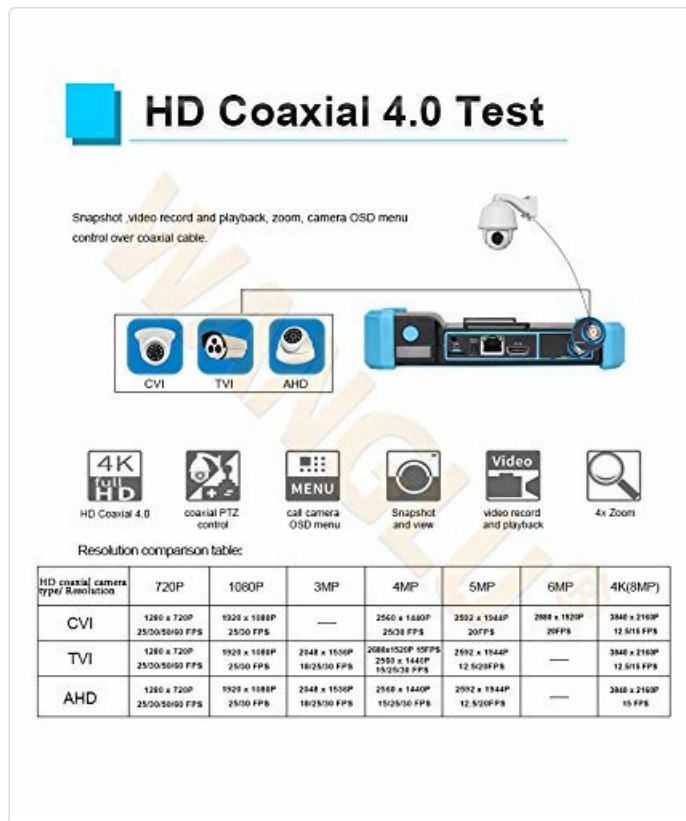 HD Coaxial 4.0 Test
Snapshot ,video record and playback, zoom, camera OSD menu
control over coaxial cable.
CVI TVI AHD
4K
full
HD
MENU
Video
HD Coaxial 4.0
coaxial PTZ
control
call camera
OSD menu
Snapshot
and view
video record
and playback
4x Zoom
WANGLU ®
Resolution comparison table:
HD coaxial camera
type/ Resolution
720P 1080P 3MP 4MP 5MP 6MP 4K(8MP)
CVI
1280 x 720P
25/30/50/60 FPS
1920 x 1080P
25/30 FPS
—
2560 x 1440P
25/30 FPS
2592 x 1944P
20FPS
2880 x 1920P
20FPS
3840 x 2160P
12.5/15 FPS
TVI
1280 x 720P
25/30/50/60 FPS
1920 x 1080P
25/30 FPS
2048 x 1536P
18/25/30 FPS
2688x1520P 15FPS
2560 x 1440P
15/25/30 FPS
2592 x 1944P
12.5/20FPS
—
3840 x 2160P
12.5/15 FPS
AHD
1280 x 720P
25/30/50/60 FPS
1920 x 1080P
25/30 FPS
2048 x 1536P
18/25/30 FPS
2560 x 1440P
15/25/30 FPS
2592 x 1944P
12.5/20FPS
—
3840 x 2160P
15 FPS